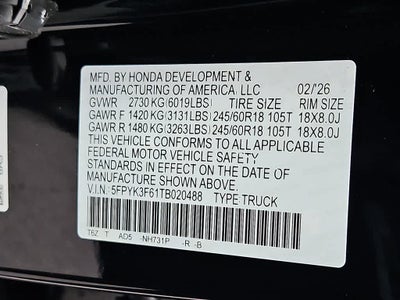 MFD. BY HONDA DEVELOPMENT &
MANUFACTURING OF AMERICA, LLC 02/'26
GVWR 2730 KG (6019LBS) TIRE SIZE RIM SIZE
GAWR F 1420 KG (3131LBS) 245/60R18 105T 18X8.0J
GAWR R 1480 KG (3263LBS) 245/60R18 105T 18X8.0J
THIS VEHICLE CONFORMS TO ALL APPLICABLE
FEDERAL MOTOR VEHICLE SAFETY
STANDARDS IN EFFECT ON THE DATE OF
MANUFACTURE SHOWN ABOVE.
V.I.N: 5FPYK3F61TB020488 TYPE:TRUCK
T6Z T AD5 -NH731P -R -B